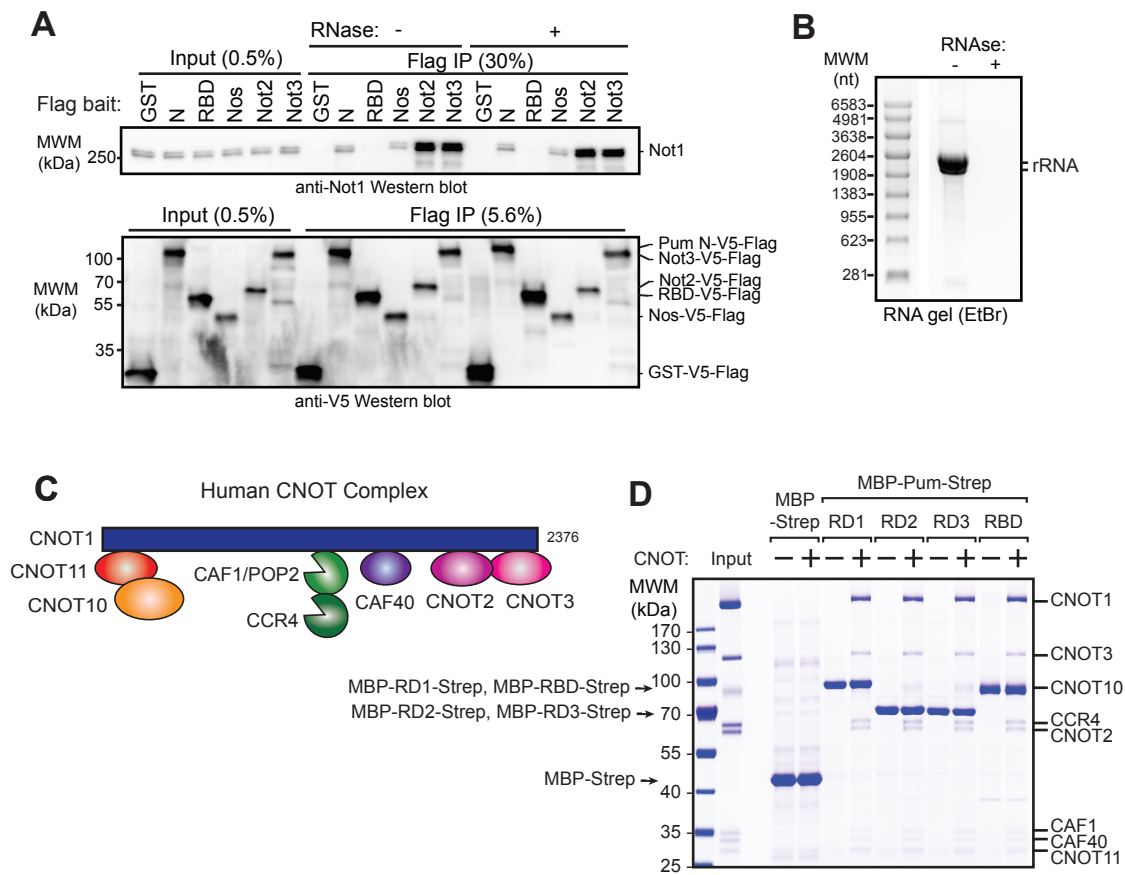 A
RNase: - +
Input (0.5%) Flag IP (30%)
Flag bait: GST N RBD Nos Not2 Not3 GST N RBD Nos Not2 Not3 GST N RBD Nos Not2 Not3
MWM
(kDa)
250
Not1
anti-Not1 Western blot
Input (0.5%) Flag IP (5.6%)
MWM
(kDa)
100
70
55
35
Pum N-V5-Flag
Not3-V5-Flag
Not2-V5-Flag
RBD-V5-Flag
Nos-V5-Flag
GST-V5-Flag
anti-V5 Western blot
B
RNAse:
- +
MWM
(nt)
6583
4981
3638
2604
1908
1383
955
623
281
rRNA
RNA gel (EtBr)
C
Human CNOT Complex
CNOT1 2376
CNOT11
CNOT10
CAF1/POP2
CCR4
CAF40
CNOT2
CNOT3
D
MBP-Pum-Strep
MBP
-Strep
RD1 RD2 RD3 RBD
CNOT: Input − + − + − + − + − +
MWM
(kDa)
170
130
100
70
55
40
35
25
MBP-RD1-Strep, MBP-RBD-Strep
MBP-RD2-Strep, MBP-RD3-Strep
MBP-Strep
CNOT1
CNOT3
CNOT10
CCR4
CNOT2
CAF1
CAF40
CNOT11